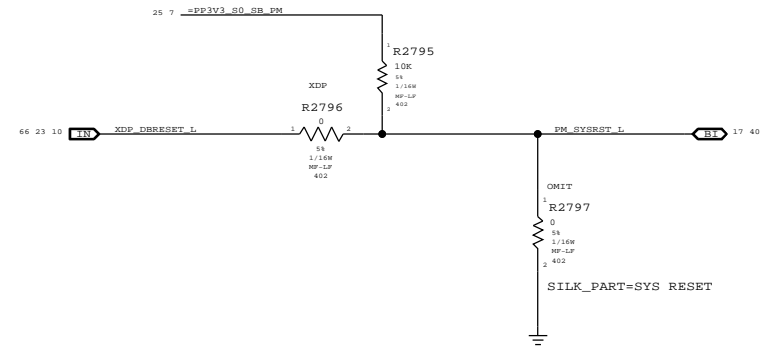 25 7 =PP3V3_S0_SB_PM
1
R2795
10K
5%
1/16W
MF-LF
402
2
XDP
R2796
0
66 23 10 IN XDP_DBRESET_L 1 2 PM_SYSRST_L BI 17 40
5%
1/16W
MF-LF
402
OMIT
1
R2797
0
5%
1/16W
MF-LF
402
2
SILK_PART=SYS RESET